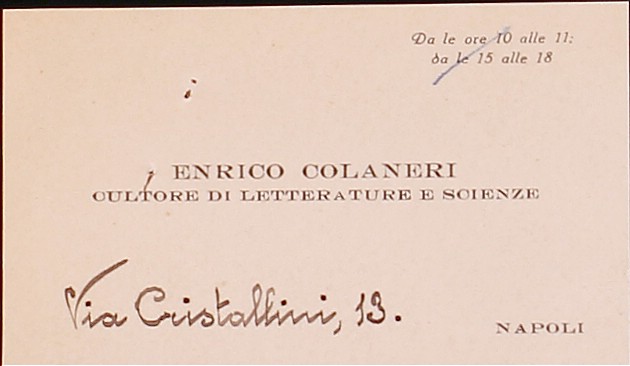 Da le ore 10 alle 11:
da le 15 alle 18
ENRICO COLANERI
CULTORE DI LETTERATURE E SCIENZE
Via Cristallini, 13.
NAPOLI